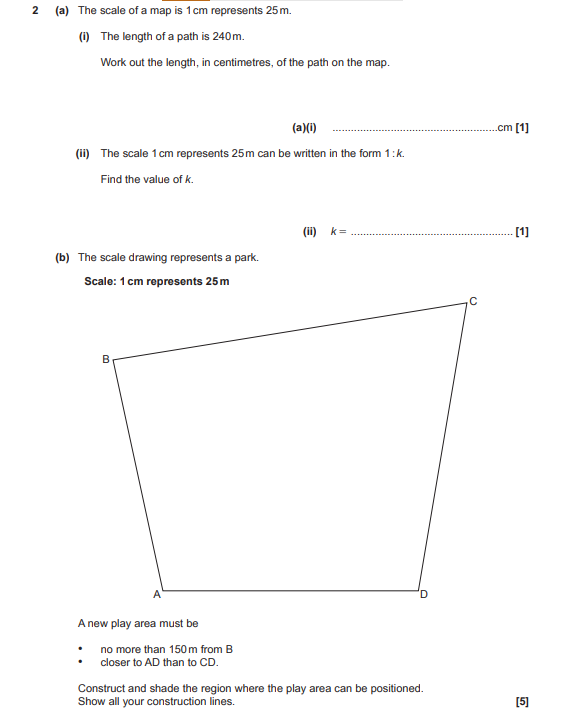 2 (a) The scale of a map is 1 cm represents 25 m.
(i) The length of a path is 240 m.
Work out the length, in centimetres, of the path on the map.
(a)(i) ......................................................cm [1]
(ii) The scale 1 cm represents 25 m can be written in the form 1 : k.
Find the value of k.
(ii) k = ...................................................... [1]
(b) The scale drawing represents a park.
Scale: 1 cm represents 25 m
C
B
A
D
A new play area must be
• no more than 150 m from B
• closer to AD than to CD.
Construct and shade the region where the play area can be positioned.
Show all your construction lines. [5]